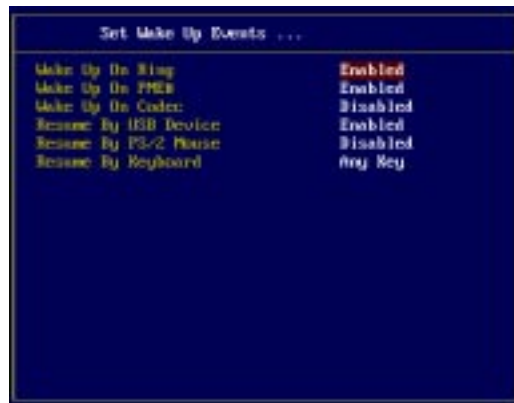 Set Wake Up Events ...
Wake Up On Ring Enabled
Wake Up On PME# Enabled
Wake Up On Codec Disabled
Resume By USB Device Enabled
Resume By PS/2 Mouse Disabled
Resume By Keyboard Any Key